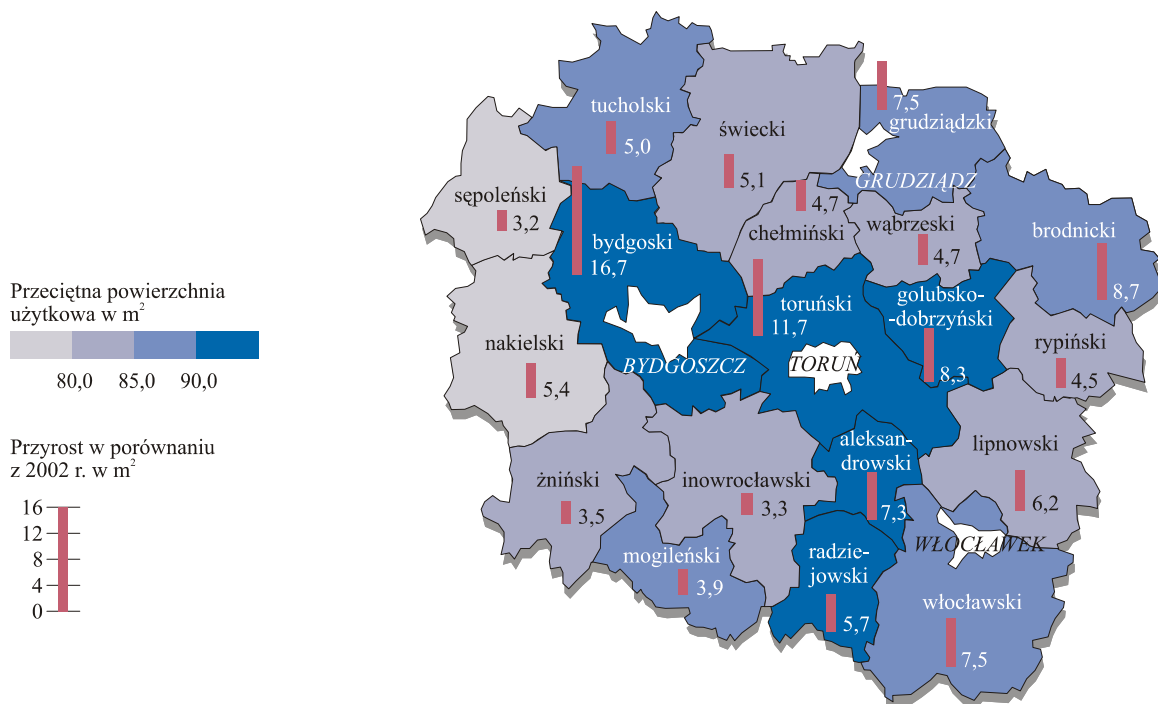 Przeciętna powierzchnia
użytkowa w m²
80,0 85,0 90,0
Przyrost w porównaniu
z 2002 r. w m²
16
12
8
4
0
tucholski
5,0
świecki
5,1
7,5
grudziądzki
GRUDZIĄDZ
sępoleński
3,2
bydgoski
16,7
4,7
chełmiński
wąbrzeski
4,7
brodnicki
8,7
toruński
11,7
golubsko-
-dobrzyński
8,3
rypiński
4,5
nakielski
5,4
BYDGOSZCZ
TORUŃ
aleksan-
drowski
7,3
lipnowski
6,2
żniński
3,5
inowrocławski
3,3
mogileński
3,9
radzie-
jowski
5,7
WŁOCŁAWEK
włocławski
7,5